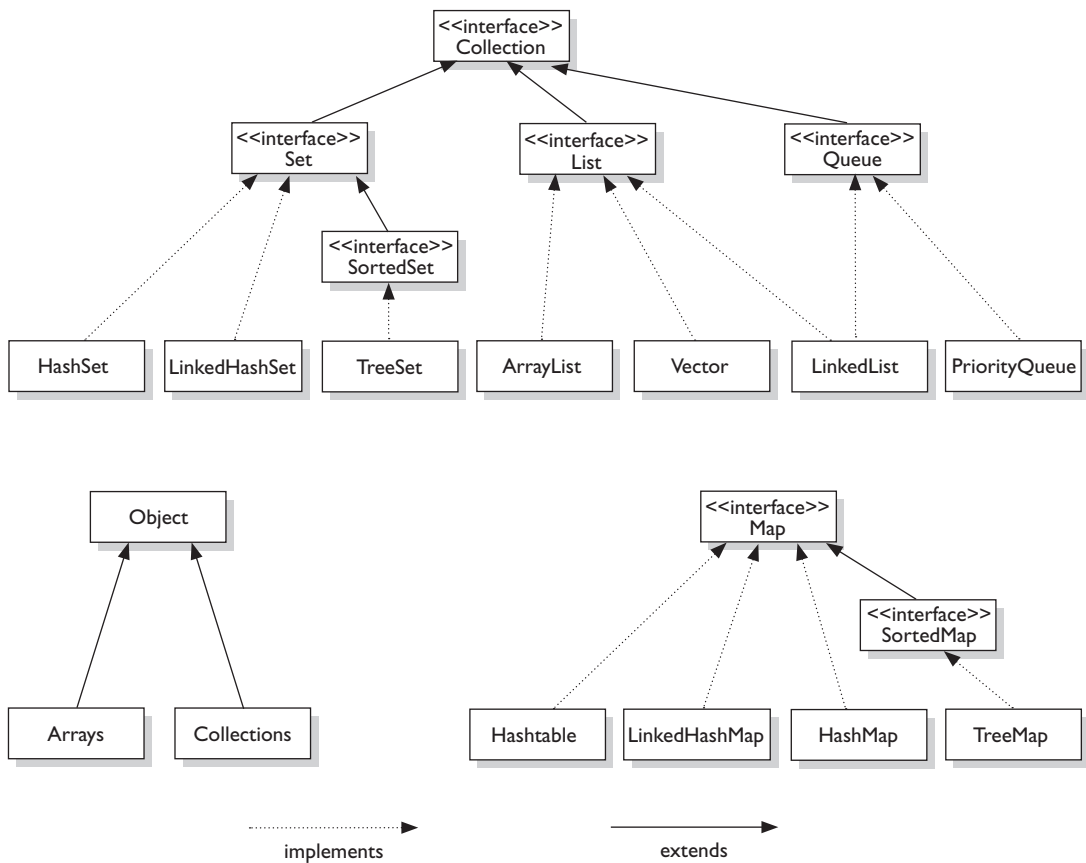 <<interface>>
Collection
<<interface>>
Set
<<interface>>
List
<<interface>>
Queue
<<interface>>
SortedSet
HashSet
LinkedHashSet
TreeSet
ArrayList
Vector
LinkedList
PriorityQueue
Object
<<interface>>
Map
<<interface>>
SortedMap
Arrays
Collections
Hashtable
LinkedHashMap
HashMap
TreeMap
implements
extends